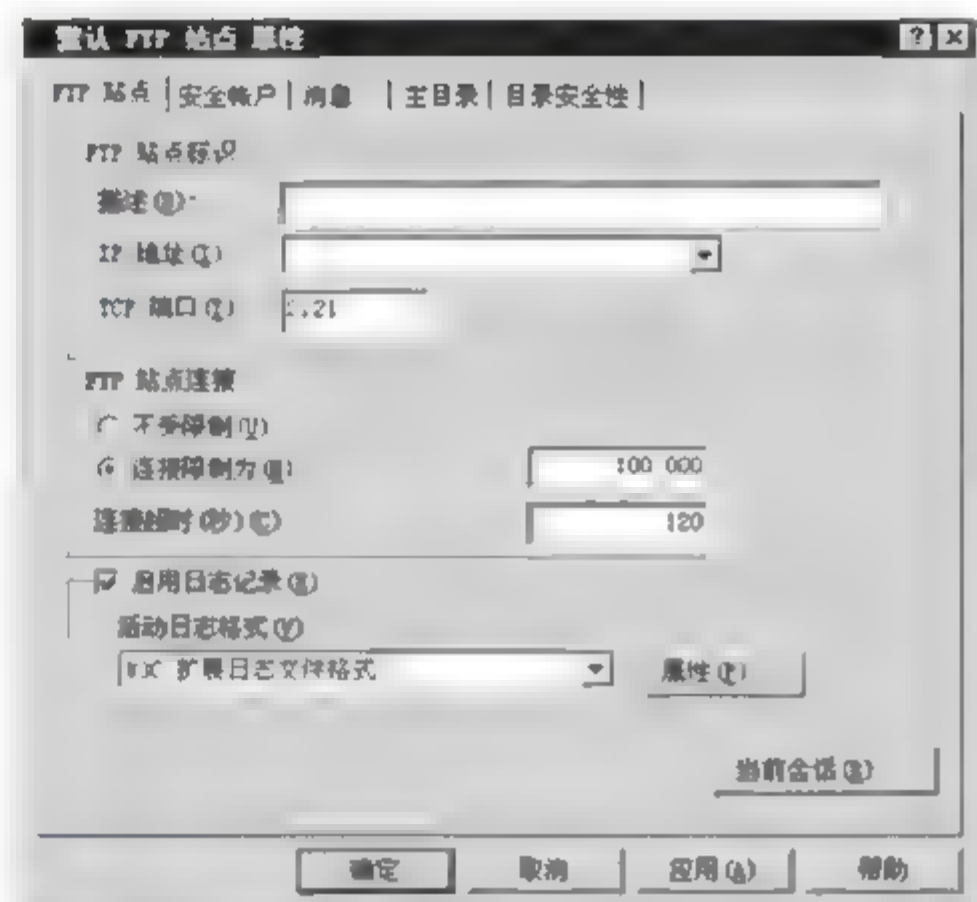 默认 FTP 站点 属性
FTP 站点 安全帐户 消息 主目录 目录安全性
FTP 站点标识
描述(D)
IP 地址(I)
TCP 端口(T) 21
FTP 站点连接
不受限制(U)
连接限制为(M) 100 000
连接超时(秒)(C) 120
启用日志记录(E)
活动日志格式(V)
扩展日志文件格式 属性(P)
当前会话(R)
确定 取消 应用(A) 帮助